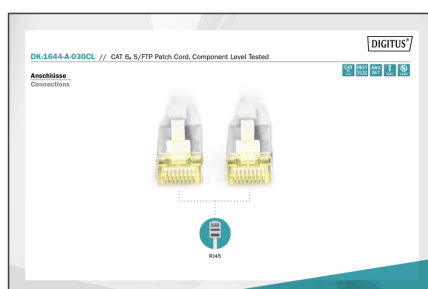 DIGITUS®
DK-1644-A-030CL // CAT 6A S/FTP Patch Cord, Component Level Tested
Anschlüsse
Connections
RJ45